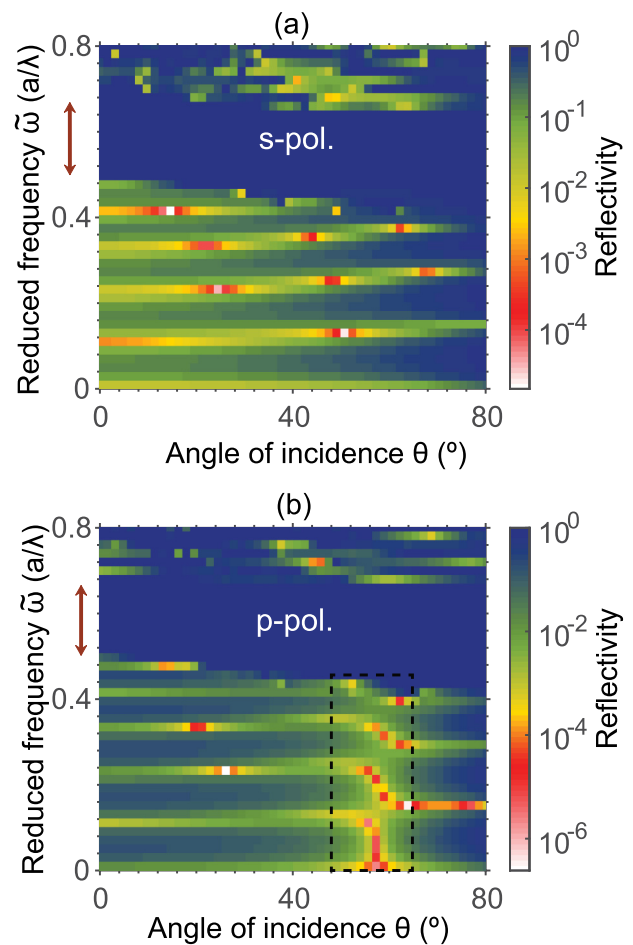 (a)
0.8
0.4
0
Reduced frequency ω̃ (a/λ)
s-pol.
0
40
80
Angle of incidence θ (º)
10^0
10^-1
10^-2
10^-3
10^-4
Reflectivity
(b)
0.8
0.4
0
Reduced frequency ω̃ (a/λ)
p-pol.
0
40
80
Angle of incidence θ (º)
10^0
10^-2
10^-4
10^-6
Reflectivity